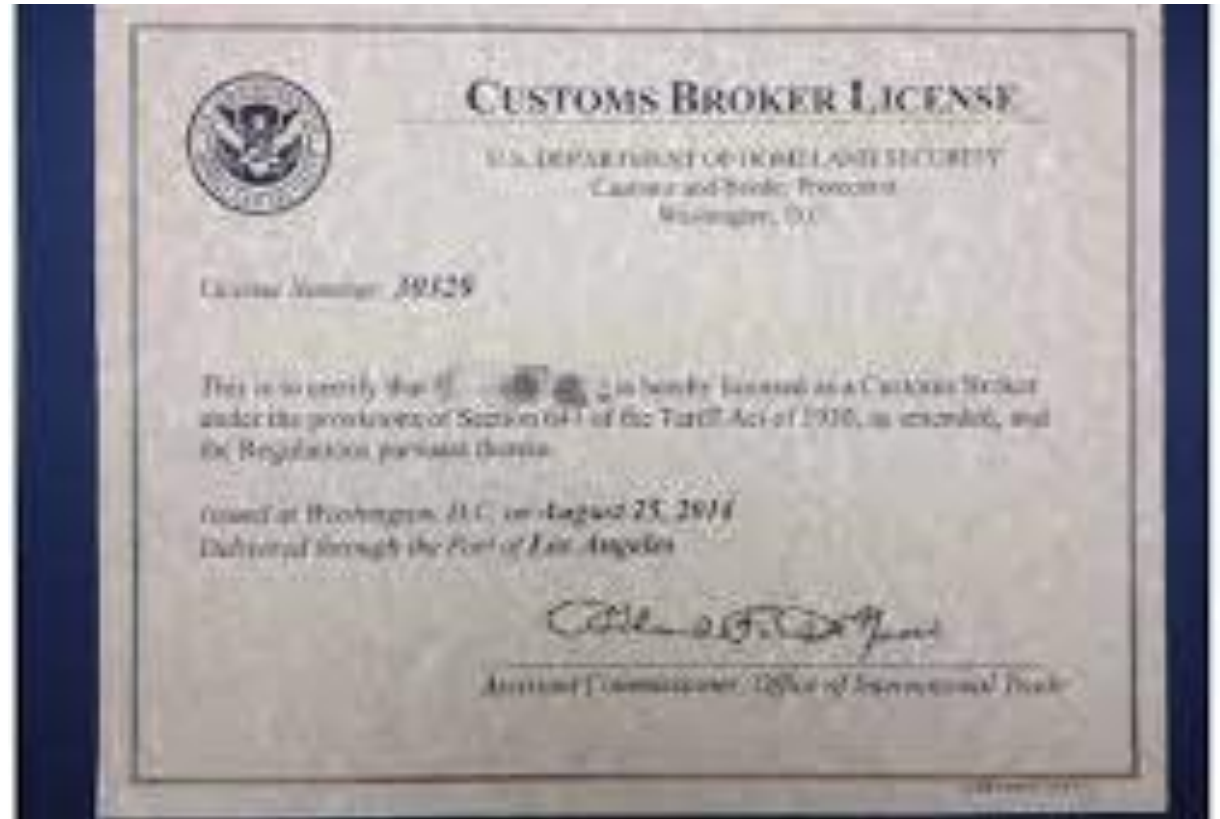 CUSTOMS BROKER LICENSE
U.S. DEPARTMENT OF HOMELAND SECURITY
Customs and Border Protection
Washington, D.C.
License Number:
This is to certify that is hereby licensed as a Customs Broker
under the provisions of Section 641 of the Tariff Act of 1930, as amended, and
the Regulations pursuant thereto.
Issued at Washington, D.C. on August 25, 2014
Delivered through the Port of Los Angeles
Assistant Commissioner, Office of International Trade